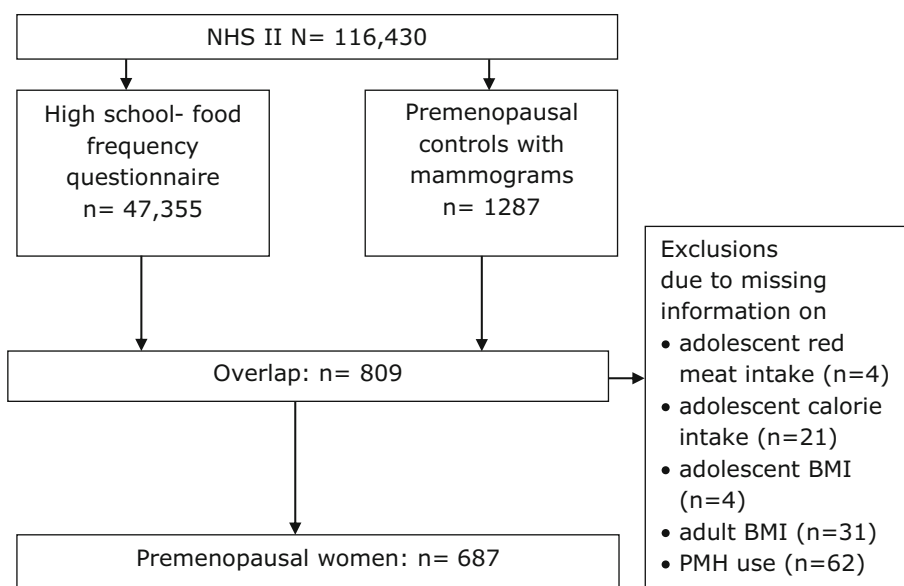 NHS II N= 116,430
High school- food
frequency
questionnaire
n= 47,355
Premenopausal
controls with
mammograms
n= 1287
Exclusions
due to missing
information on
• adolescent red
meat intake (n=4)
• adolescent calorie
intake (n=21)
• adolescent BMI
(n=4)
• adult BMI (n=31)
• PMH use (n=62)
Overlap: n= 809
Premenopausal women: n= 687